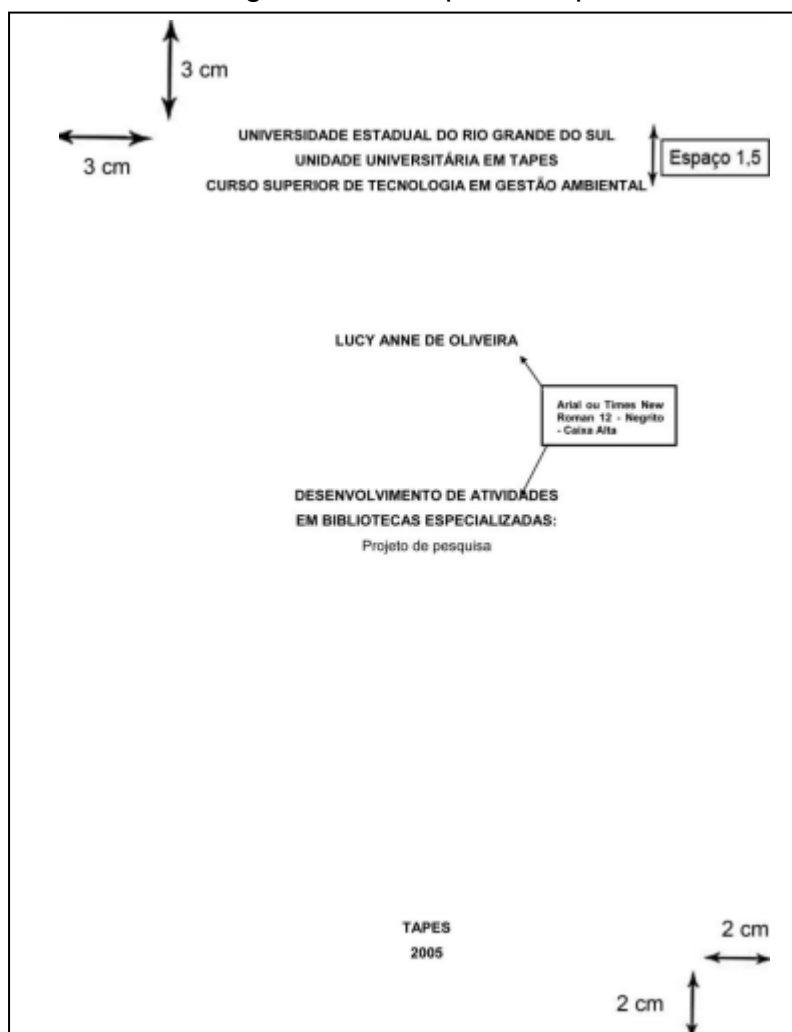 3 cm
3 cm
UNIVERSIDADE ESTADUAL DO RIO GRANDE DO SUL
UNIDADE UNIVERSITÁRIA EM TAPES
CURSO SUPERIOR DE TECNOLOGIA EM GESTÃO AMBIENTAL
Espaço 1,5
LUCY ANNE DE OLIVEIRA
Arial ou Times New
Roman 12 - Negrito
- Caixa Alta
DESENVOLVIMENTO DE ATIVIDADES
EM BIBLIOTECAS ESPECIALIZADAS:
Projeto de pesquisa
TAPES
2005
2 cm
2 cm